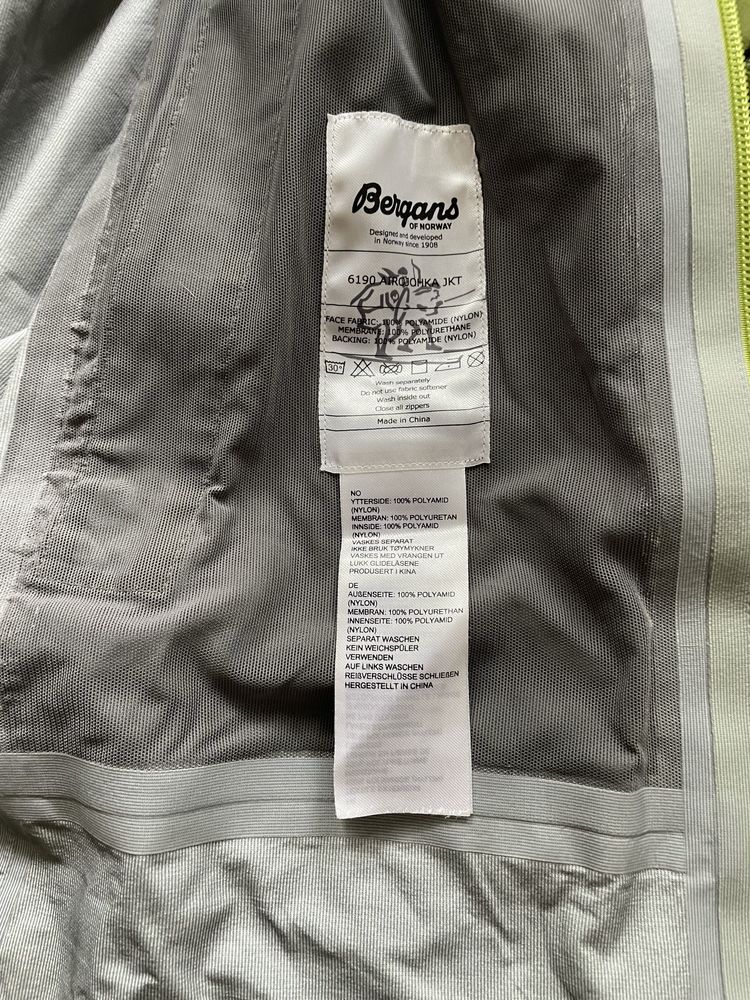 Bergans
OF NORWAY
Designed and developed
in Norway since 1908
6190 AIROJOHKA JKT
FACE FABRIC: 100% POLYAMIDE (NYLON)
MEMBRANE: 100% POLYURETHANE
BACKING: 100% POLYAMIDE (NYLON)
30°
Wash separately
Do not use fabric softener
Wash inside out
Close all zippers
Made in China
NO
YTTERSIDE: 100% POLYAMID
(NYLON)
MEMBRAN: 100% POLYURETAN
INNSIDE: 100% POLYAMID
(NYLON)
VASKES SEPARAT
IKKE BRUK TØYMYKNER
VASKES MED VRANGEN UT
LUKK GLIDELÅSENE
PRODUSERT I KINA
DE
AUßENSEITE: 100% POLYAMID
(NYLON)
MEMBRAN: 100% POLYURETHAN
INNENSEITE: 100% POLYAMID
(NYLON)
SEPARAT WASCHEN
KEIN WEICHSPÜLER
VERWENDEN
AUF LINKS WASCHEN
REIßVERSCHLÜSSE SCHLIEßEN
HERGESTELLT IN CHINA